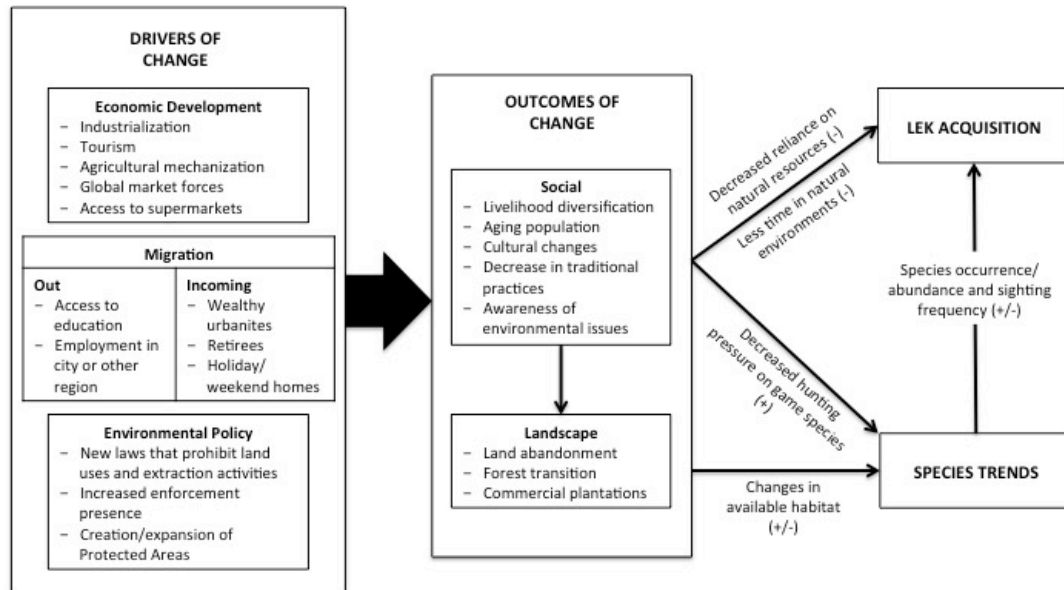 DRIVERS OF
CHANGE
Economic Development
– Industrialization
– Tourism
– Agricultural mechanization
– Global market forces
– Access to supermarkets
Migration
Out
– Access to
education
– Employment in
city or other
region
Incoming
– Wealthy
urbanites
– Retirees
– Holiday/
weekend homes
Environmental Policy
– New laws that prohibit land
uses and extraction activities
– Increased enforcement
presence
– Creation/expansion of
Protected Areas
OUTCOMES OF
CHANGE
Social
– Livelihood diversification
– Aging population
– Cultural changes
– Decrease in traditional
practices
– Awareness of
environmental issues
Landscape
– Land abandonment
– Forest transition
– Commercial plantations
Decreased reliance on
natural resources (-)
Less time in natural
environments (-)
Decreased hunting
pressure on game species
(+)
Changes in
available habitat
(+/-)
LEK ACQUISITION
Species occurrence/
abundance and sighting
frequency (+/-)
SPECIES TRENDS